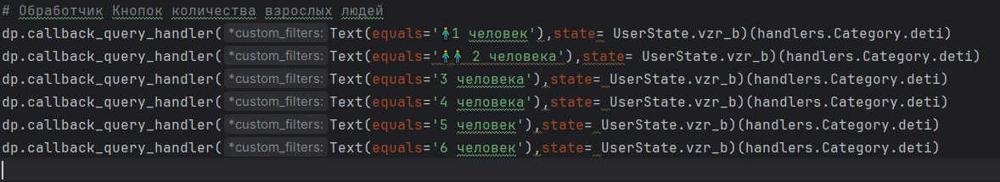 # Обработчик Кнопок количества взрослых людей
dp.callback_query_handler( *custom_filters: Text(equals='🧍‍♂️1 человек'),state= UserState.vzr_b)(handlers.Category.deti)
dp.callback_query_handler( *custom_filters: Text(equals='🧍‍♂️🧍‍♂️ 2 человека'),state= UserState.vzr_b)(handlers.Category.deti)
dp.callback_query_handler( *custom_filters: Text(equals='3 человека'),state= UserState.vzr_b)(handlers.Category.deti)
dp.callback_query_handler( *custom_filters: Text(equals='4 человека'),state= UserState.vzr_b)(handlers.Category.deti)
dp.callback_query_handler( *custom_filters: Text(equals='5 человек'),state= UserState.vzr_b)(handlers.Category.deti)
dp.callback_query_handler( *custom_filters: Text(equals='6 человек'),state= UserState.vzr_b)(handlers.Category.deti)